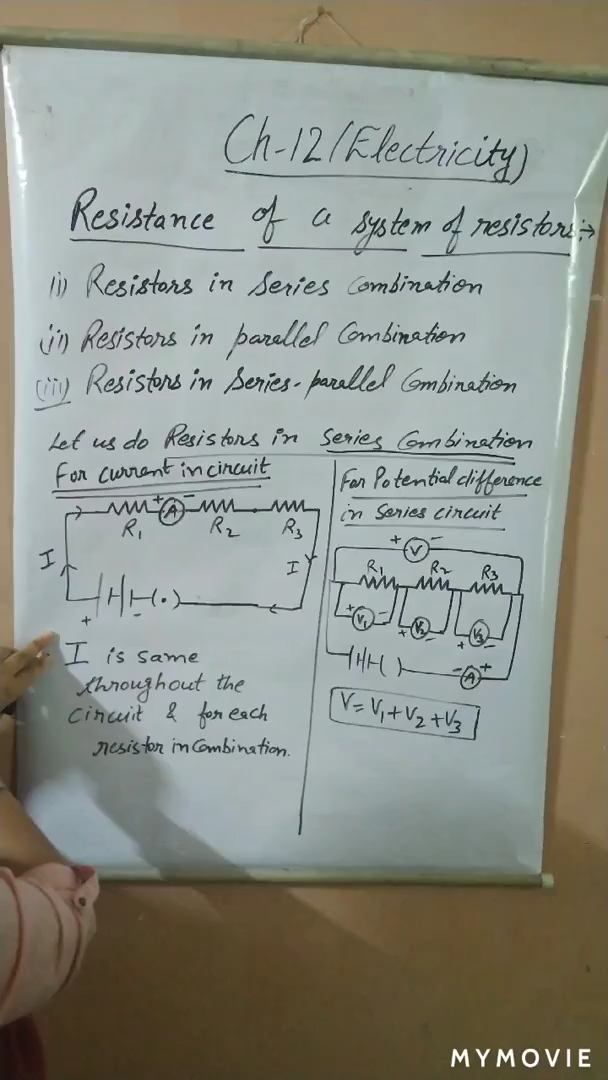 Ch-12 (Electricity)
Resistance of a system of resistors:→
(i) Resistors in Series Combination
(ii) Resistors in parallel Combination
(iii) Resistors in Series-parallel Combination
Let us do Resistors in Series Combination
For current in circuit
+ A -
R1 R2 R3
I I
+ - (.)
I is same
throughout the
circuit & for each
resistor in Combination.
For Potential difference
in Series circuit
+ V -
R1 R2 R3
+ V1 - + V2 - + V3 -
( ) - A +
V = V1 + V2 + V3
MYMOVIE